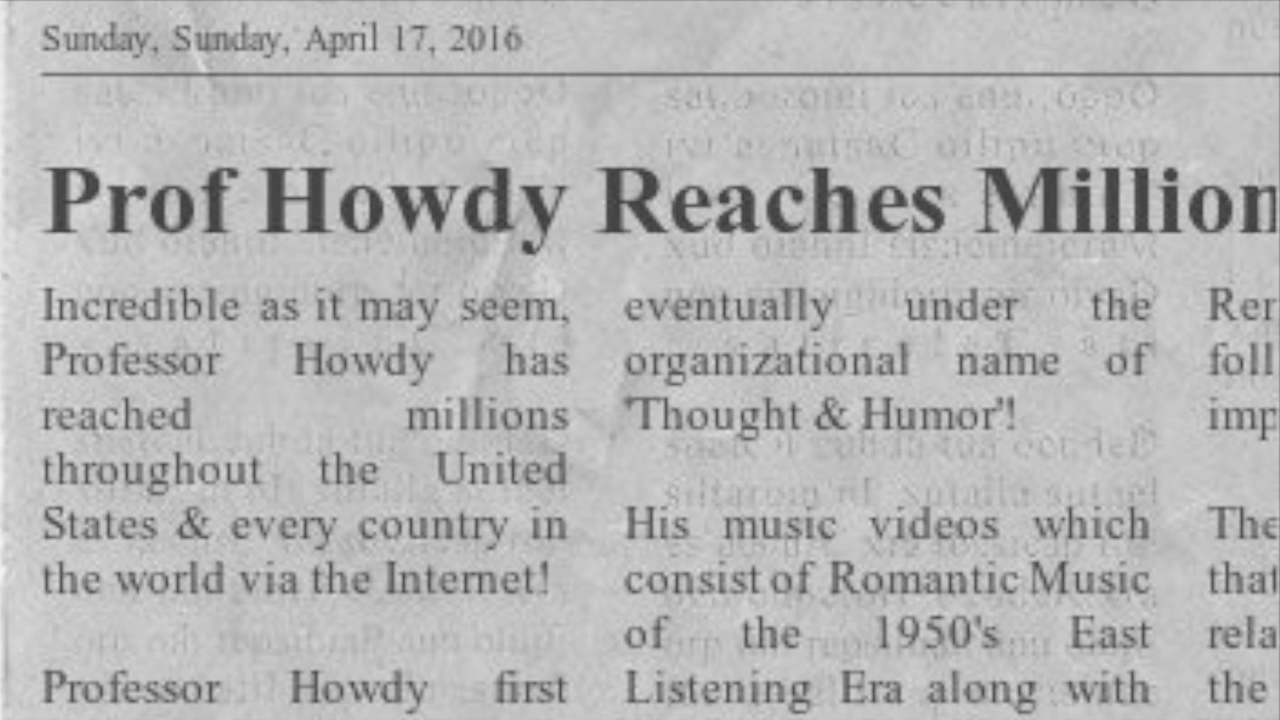 Sunday, Sunday, April 17, 2016
Prof Howdy Reaches
Incredible as it may seem,
Professor Howdy has
reached millions
throughout the United
States & every country in
the world via the Internet!
Professor Howdy first
eventually under the
organizational name of
'Thought & Humor'!
His music videos which
consist of Romantic Music
of the 1950's East
Listening Era along with
The
that
the